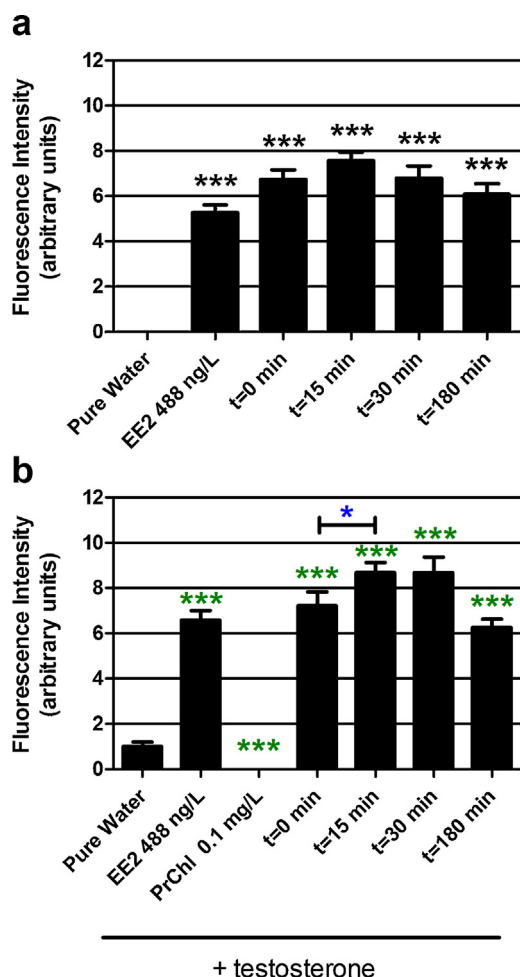 a
Fluorescence Intensity
(arbitrary units)
12
10
8
6
4
2
0
***
***
***
***
***
Pure Water
EE2 488 ng/L
t=0 min
t=15 min
t=30 min
t=180 min
b
Fluorescence Intensity
(arbitrary units)
12
10
8
6
4
2
0
*
***
***
***
***
***
***
Pure Water
EE2 488 ng/L
PrChl 0.1 mg/L
t=0 min
t=15 min
t=30 min
t=180 min
+ testosterone